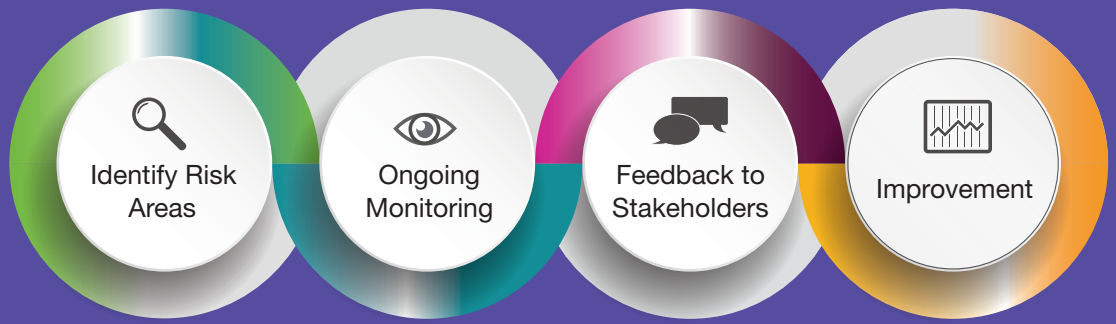 Identify Risk
Areas
Ongoing
Monitoring
Feedback to
Stakeholders
Improvement